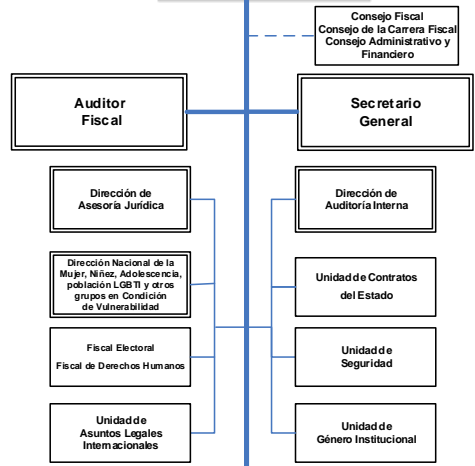 Consejo Fiscal
Consejo de la Carrera Fiscal
Consejo Administrativo y
Financiero
Auditor
Fiscal
Secretario
General
Dirección de
Asesoría Jurídica
Dirección de
Auditoría Interna
Dirección Nacional de la
Mujer, Niñez, Adolescencia,
población LGBTI y otros
grupos en Condición
de Vulnerabilidad
Unidad de Contratos
del Estado
Fiscal Electoral
Fiscal de Derechos Humanos
Unidad de
Seguridad
Unidad de
Asuntos Legales
Internacionales
Unidad de
Género Institucional